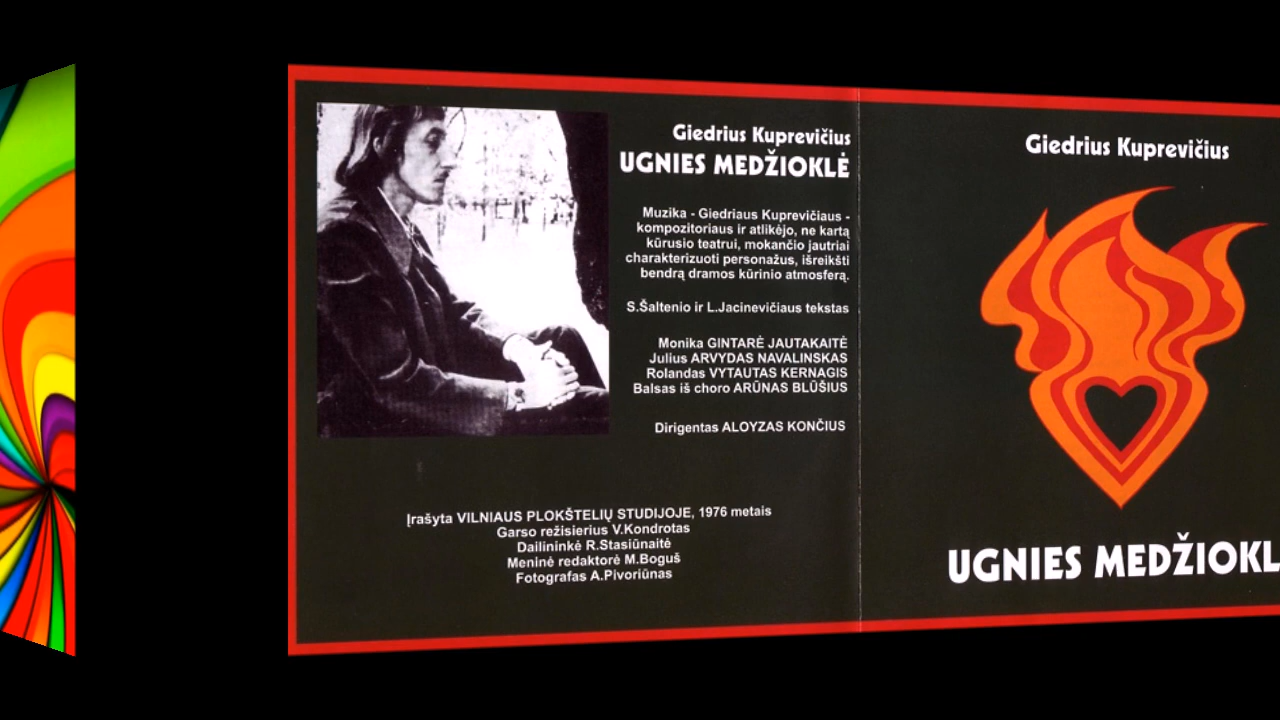 Giedrius Kuprevičius
UGNIES MEDŽIOKLĖ
Muzika - Giedriaus Kuprevičiaus -
kompozitoriaus ir atlikėjo, ne kartą
kūrusio teatrui, mokančio jautriai
charakterizuoti personažus, išreikšti
bendrą dramos kūrinio atmosferą.
S.Šaltenio ir L.Jacinevičiaus tekstas
Monika GINTARĖ JAUTAKAITĖ
Julius ARVYDAS NAVALINSKAS
Rolandas VYTAUTAS KERNAGIS
Balsas iš choro ARŪNAS BLŪŠIUS
Dirigentas ALOYZAS KONČIUS
Įrašyta VILNIAUS PLOKŠTELIŲ STUDIJOJE, 1976 metais
Garso režisierius V.Kondrotas
Dailininkė R.Stasiūnaitė
Meninė redaktorė M.Boguš
Fotografas A.Pivoriūnas
Giedrius Kuprevičius
UGNIES MEDŽIOKL